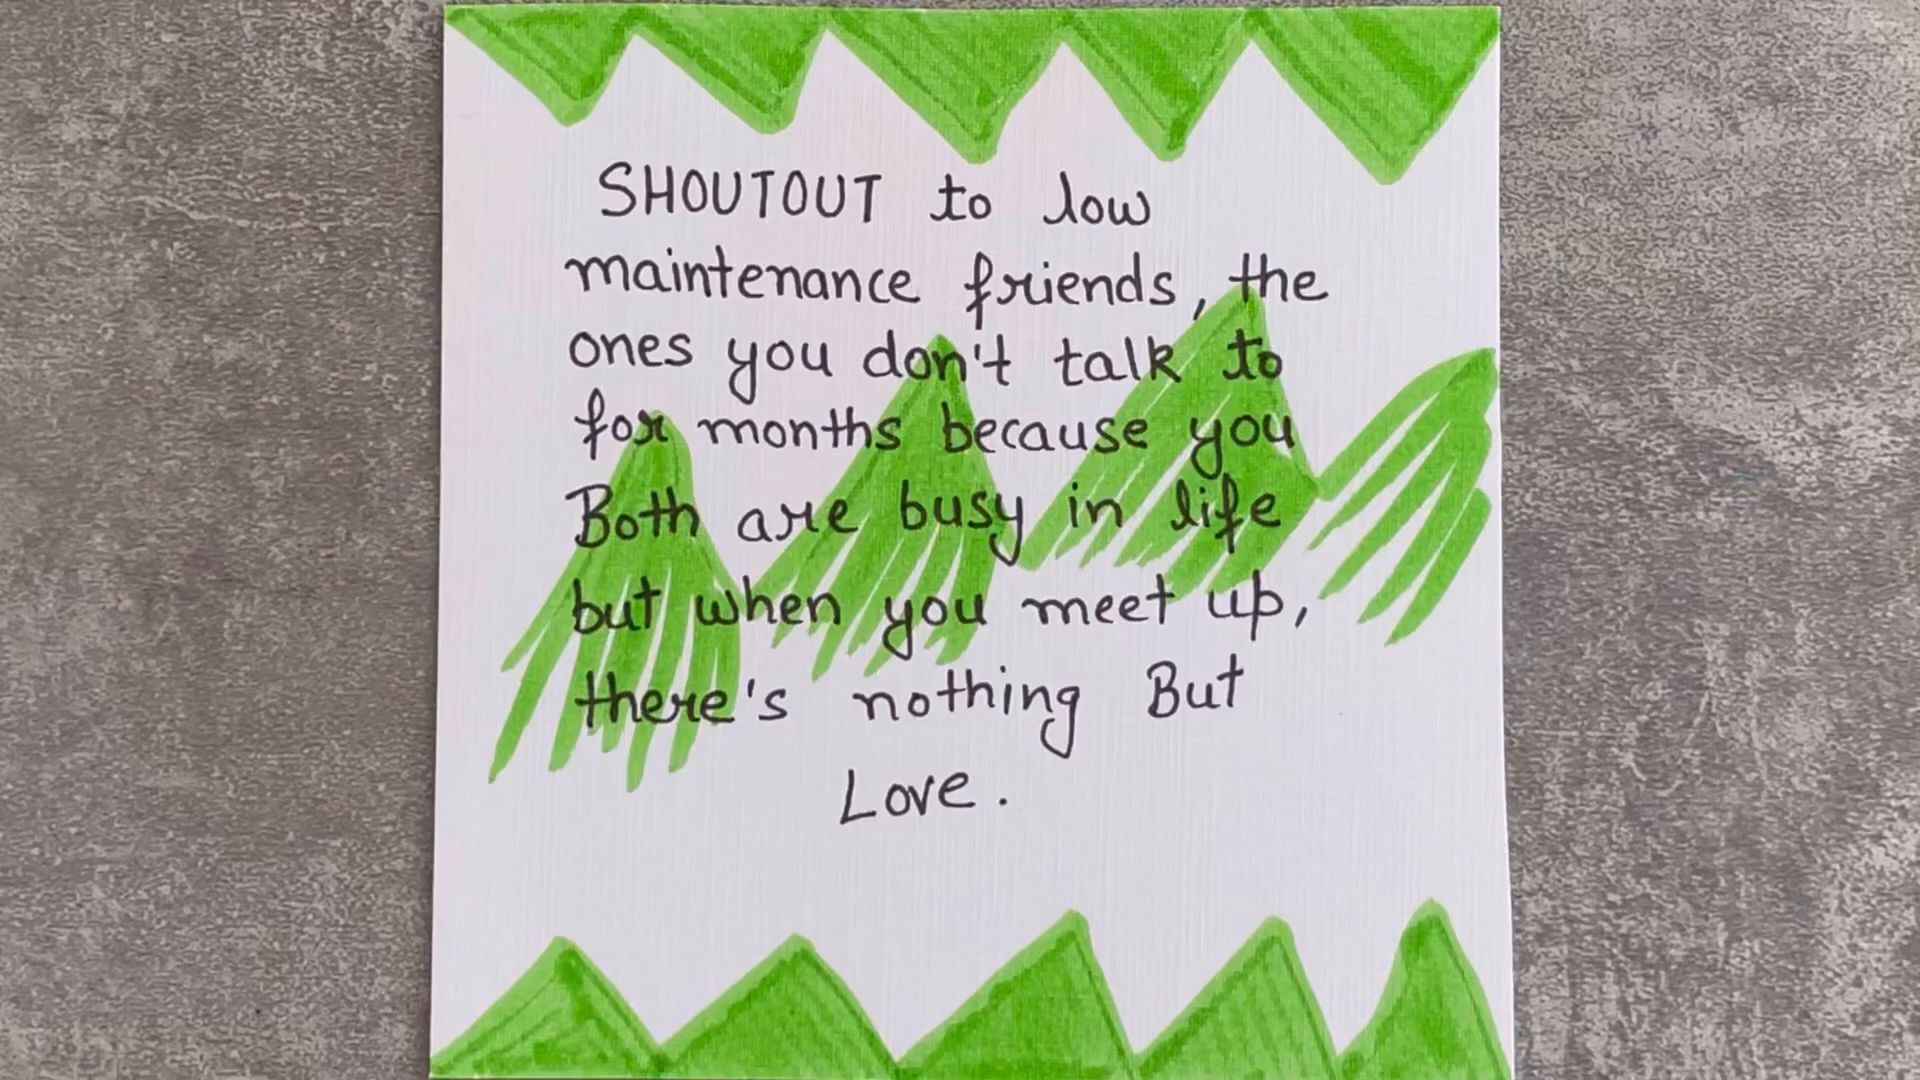 SHOUTOUT to low
maintenance friends, the
ones you don't talk to
for months because you
Both are busy in life
but when you meet up,
there's nothing But
Love.